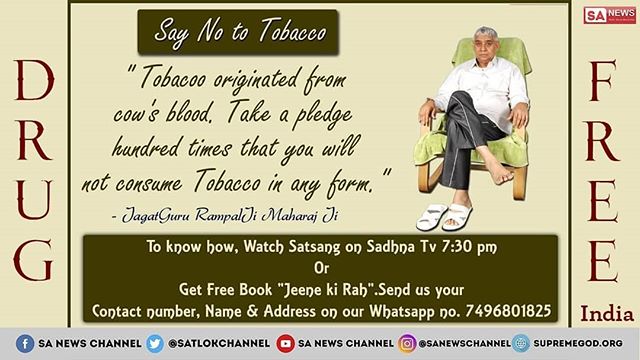 SA NEWS
Say No to Tobacco
DRUG
FREE
India
"Tobacoo originated from
cow's blood. Take a pledge
hundred times that you will
not consume Tobacco in any form."
- JagatGuru RampalJi Maharaj Ji
To know how, Watch Satsang on Sadhna Tv 7:30 pm
Or
Get Free Book "Jeene ki Rah".Send us your
Contact number, Name & Address on our Whatsapp no. 7496801825
SA NEWS CHANNEL @SATLOKCHANNEL SA NEWS CHANNEL @SANEWSCHANNEL SUPREMEGOD.ORG